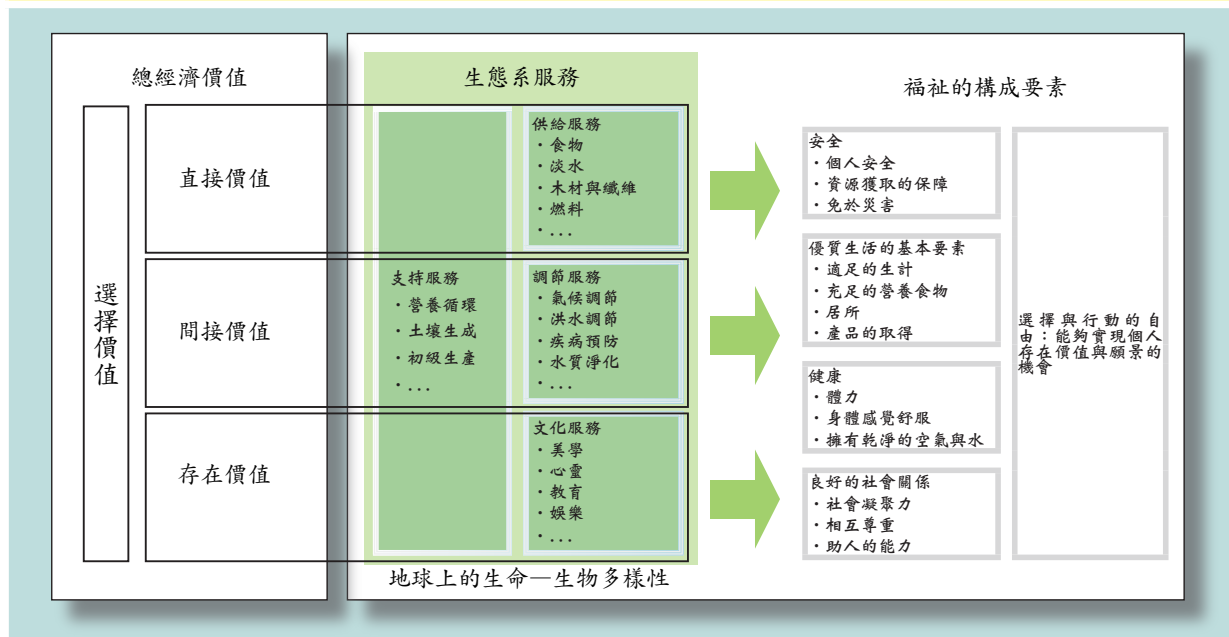 總經濟價值
選擇價值
直接價值
間接價值
存在價值
生態系服務
支持服務
・營養循環
・土壤生成
・初級生產
・...
供給服務
・食物
・淡水
・木材與纖維
・燃料
・...
調節服務
・氣候調節
・洪水調節
・疾病預防
・水質淨化
・...
文化服務
・美學
・心靈
・教育
・娛樂
・...
地球上的生命—生物多樣性
福祉的構成要素
安全
・個人安全
・資源獲取的保障
・免於災害
優質生活的基本要素
・適足的生計
・充足的營養食物
・居所
・產品的取得
健康
・體力
・身體感覺舒服
・擁有乾淨的空氣與水
良好的社會關係
・社會凝聚力
・相互尊重
・助人的能力
選擇與行動的自
由：能夠實現個人
存在價值與願景的
機會